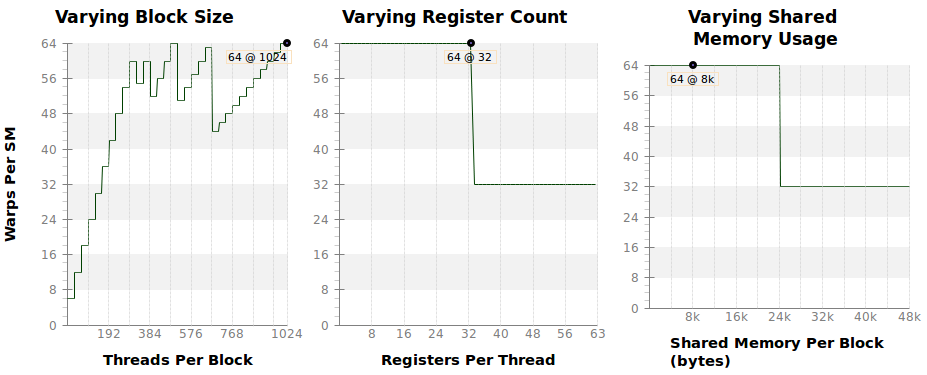 Varying Block Size
Warps Per SM
64
56
48
40
32
24
16
8
0
64 @ 1024
192 384 576 768 1024
Threads Per Block
Varying Register Count
64
56
48
40
32
24
16
8
0
64 @ 32
8 16 24 32 40 48 56 63
Registers Per Thread
Varying Shared
Memory Usage
64
56
48
40
32
24
16
8
0
64 @ 8k
8k 16k 24k 32k 40k 48k
Shared Memory Per Block
(bytes)